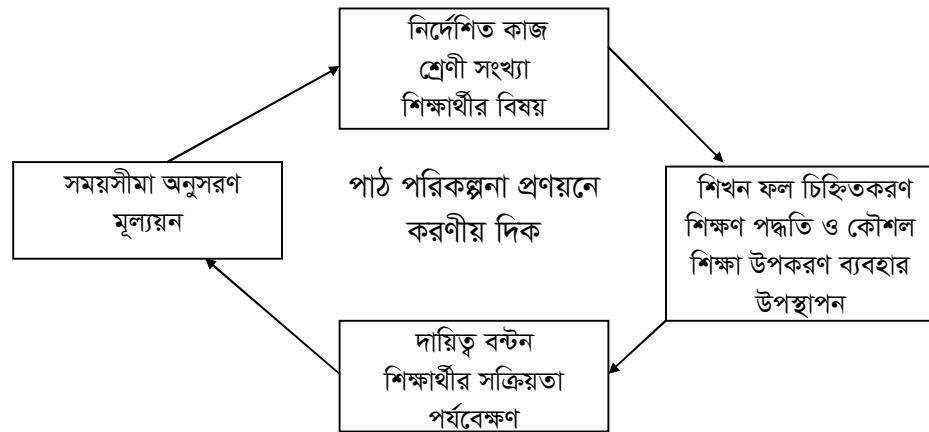 নির্দেশিত কাজ
শ্রেণী সংখ্যা
শিক্ষার্থীর বিষয়
সময়সীমা অনুসরণ
মূল্যয়ন
পাঠ পরিকল্পনা প্রণয়নে
করণীয় দিক
শিখন ফল চিহ্নিতকরণ
শিক্ষণ পদ্ধতি ও কৌশল
শিক্ষা উপকরণ ব্যবহার
উপস্থাপন
দায়িত্ব বন্টন
শিক্ষার্থীর সক্রিয়তা
পর্যবেক্ষণ